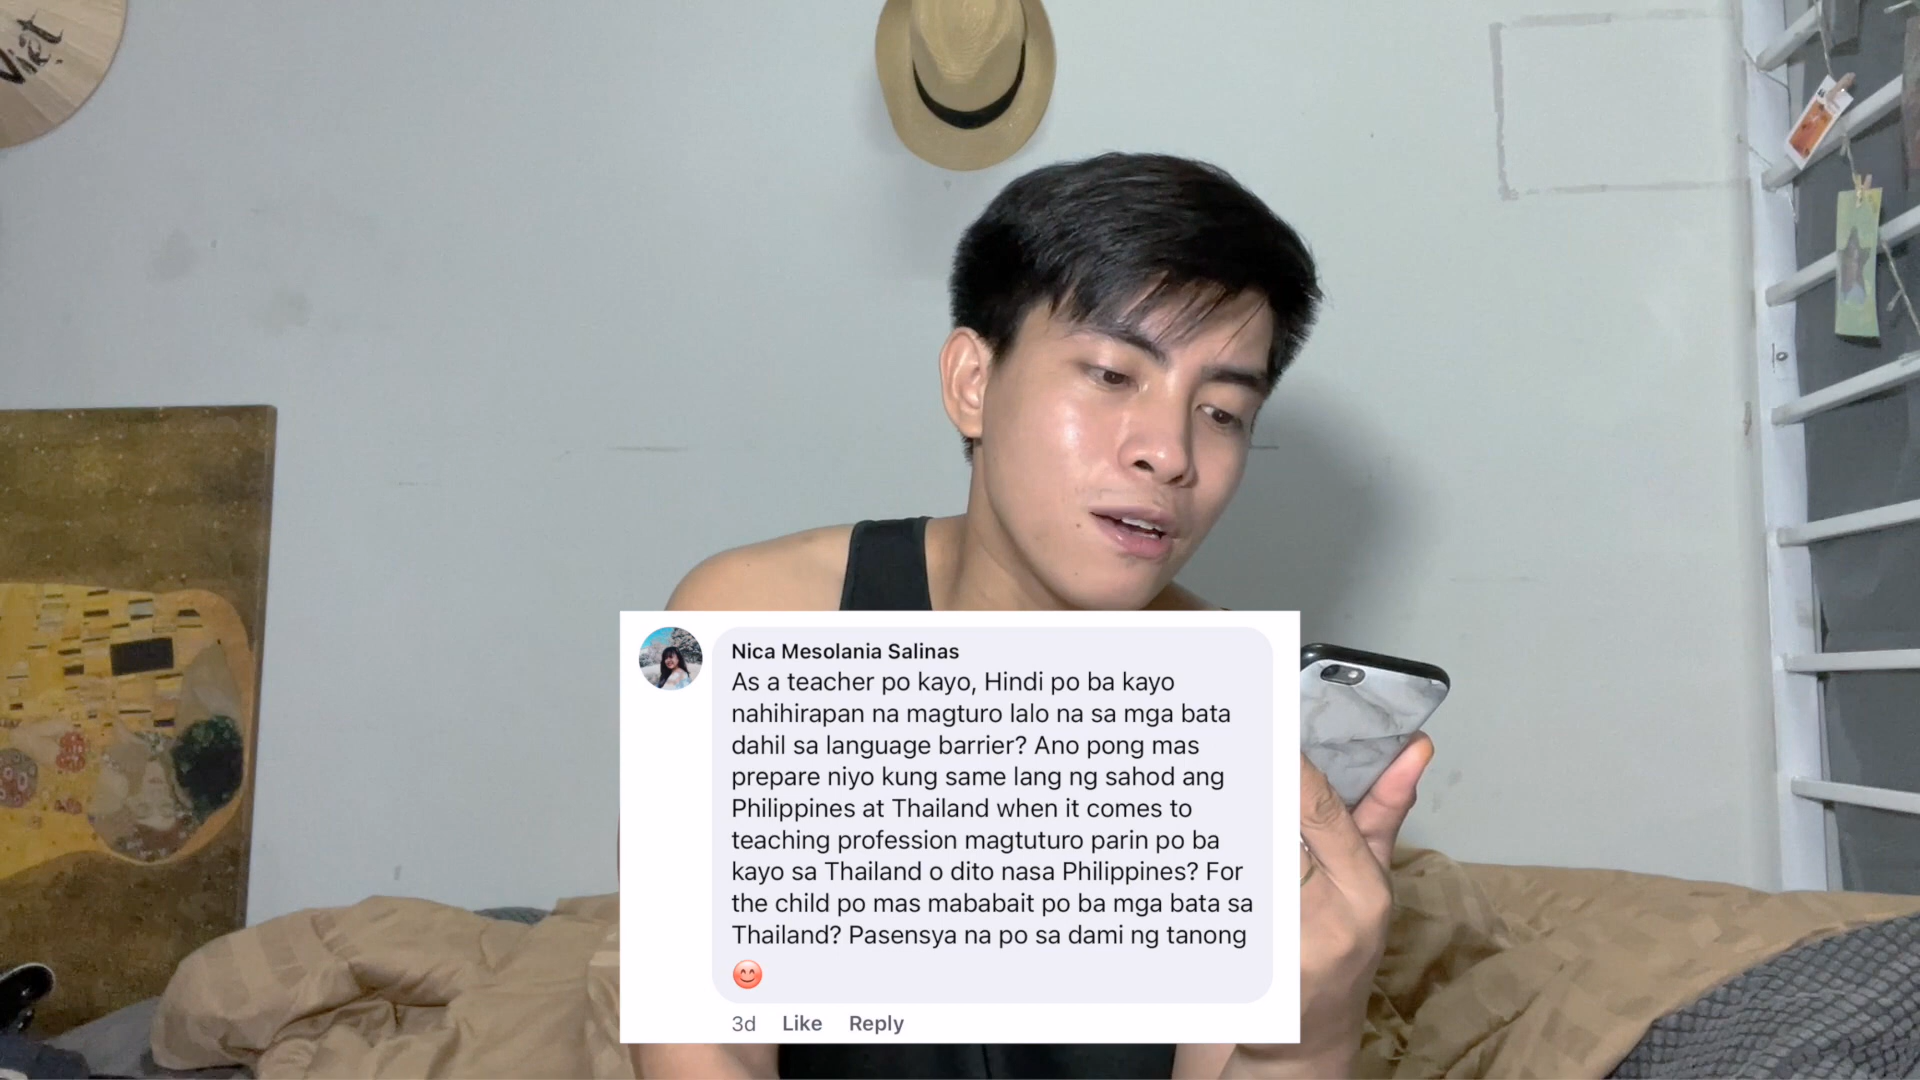 Việt
Nica Mesolania Salinas
As a teacher po kayo, Hindi po ba kayo
nahihirapan na magturo lalo na sa mga bata
dahil sa language barrier? Ano pong mas
prepare niyo kung same lang ng sahod ang
Philippines at Thailand when it comes to
teaching profession magtuturo parin po ba
kayo sa Thailand o dito nasa Philippines? For
the child po mas mababait po ba mga bata sa
Thailand? Pasensya na po sa dami ng tanong
😊
3d Like Reply